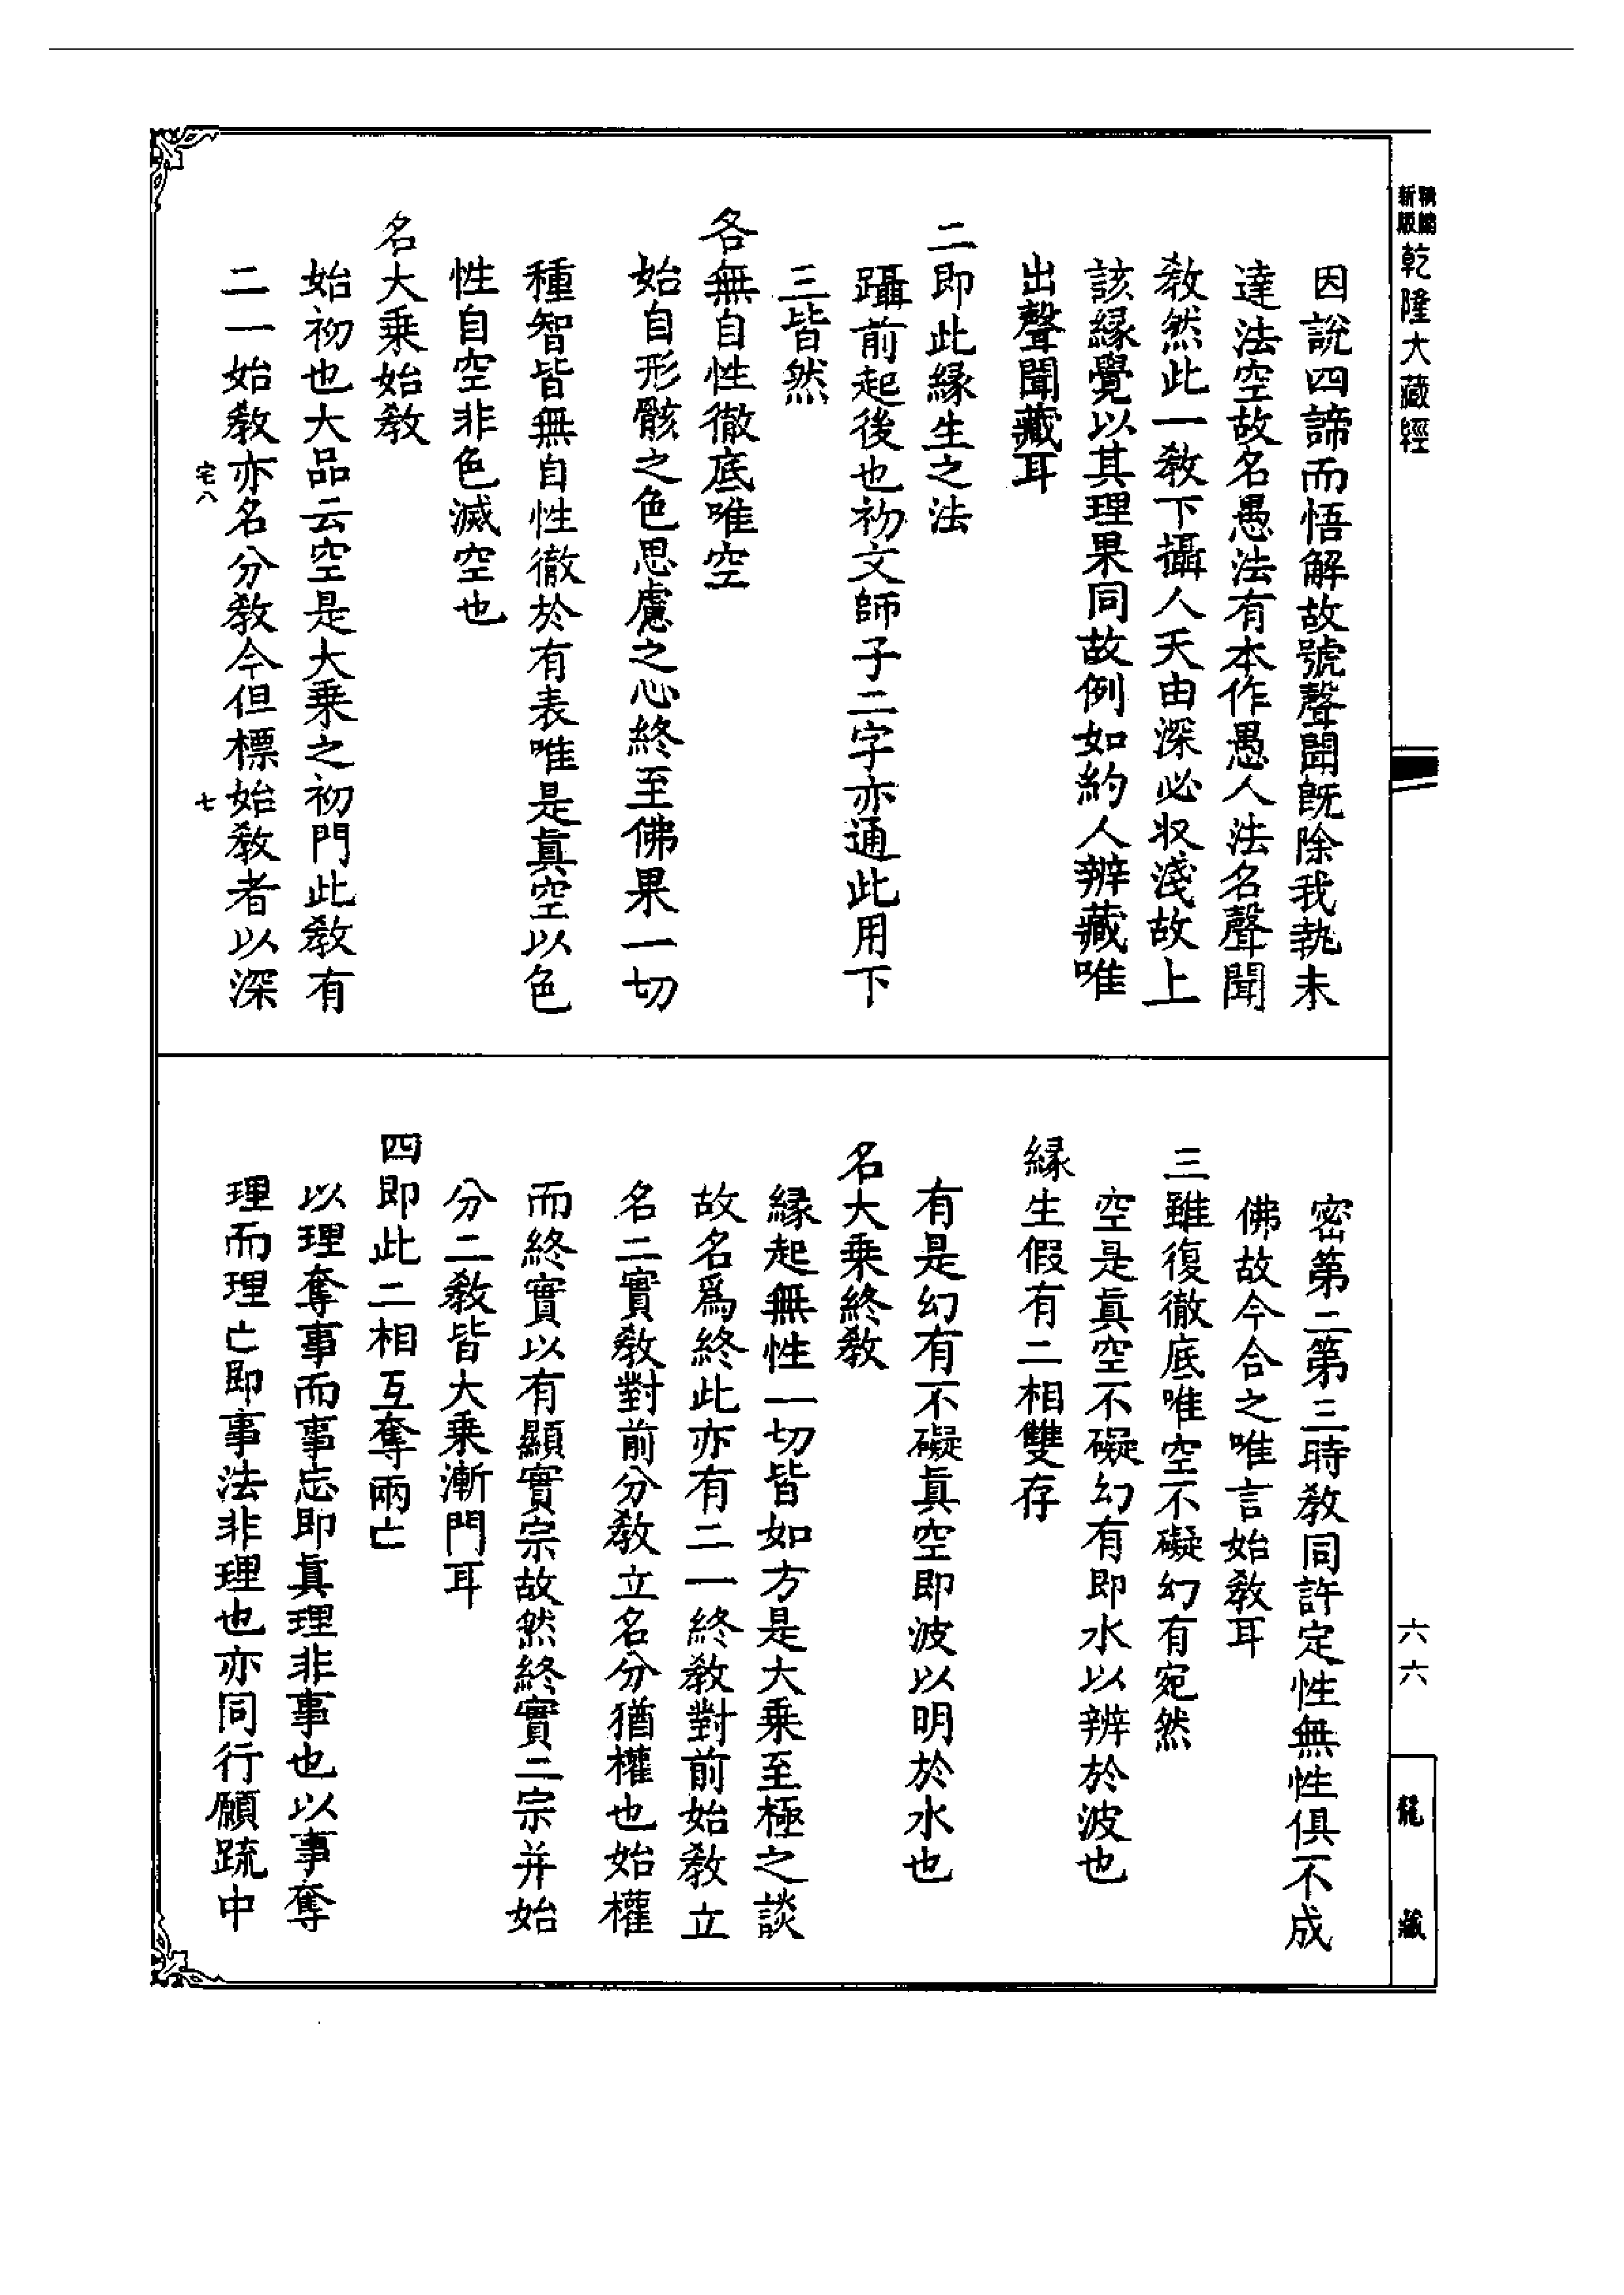 精縮新版乾隆大藏經
因說四諦而悟解故號聲聞既除我執未
達法空故名愚法有本作愚人法名聲聞
教然此一教下攝人天由深必収淺故上
該緣覺以其理果同故例如約人辨藏唯
出聲聞藏耳
二即此緣生之法
躡前起後也初文師子二字亦通此用下
三皆然
各無自性徹底唯空
始自形骸之色思慮之心終至佛果一切
種智皆無自性徹於有表唯是真空以色
性自空非色滅空也
名大乗始教
始初也大品云空是大乗之初門此教有
二一始教亦名分教今但標始教者以深
宅八 七
密第二第三時教同許定性無性俱不成
佛故今合之唯言始教耳
三雖復徹底唯空不礙幻有宛然
空是真空不礙幻有即水以辨於波也
緣生假有二相雙存
有是幻有有不礙真空即波以明於水也
名大乗終教
緣起無性一切皆如方是大乗至極之談
故名爲終此亦有二一終教對前始教立
名二實教對前分教立名分猶權也始權
而終實以有顯實宗故然終實二宗并始
分二教皆大乗漸門耳
四即此二相互奪兩亡
以理奪事而事忘即真理非事也以事奪
理而理亡即事法非理也亦同行願䟽中
六六
龍藏